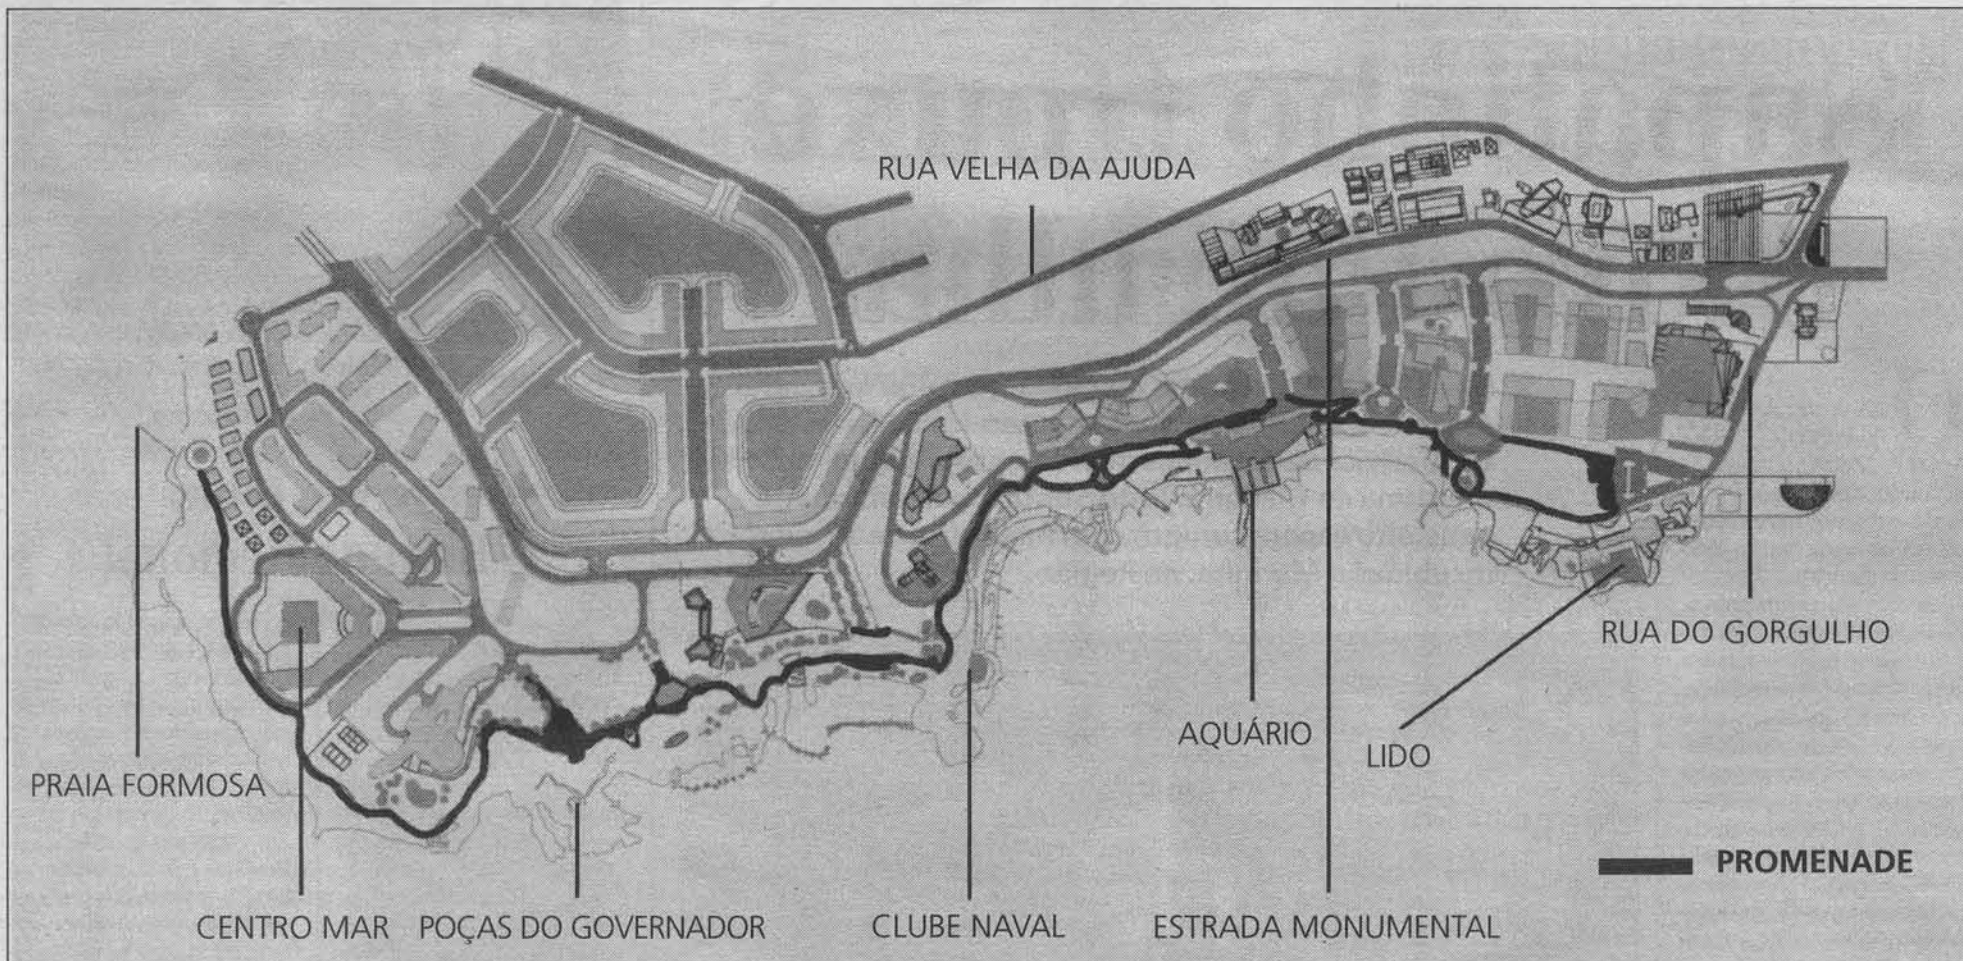 RUA VELHA DA AJUDA
RUA DO GORGULHO
AQUÁRIO
LIDO
PRAIA FORMOSA
PROMENADE
CENTRO MAR
POÇAS DO GOVERNADOR
CLUBE NAVAL
ESTRADA MONUMENTAL